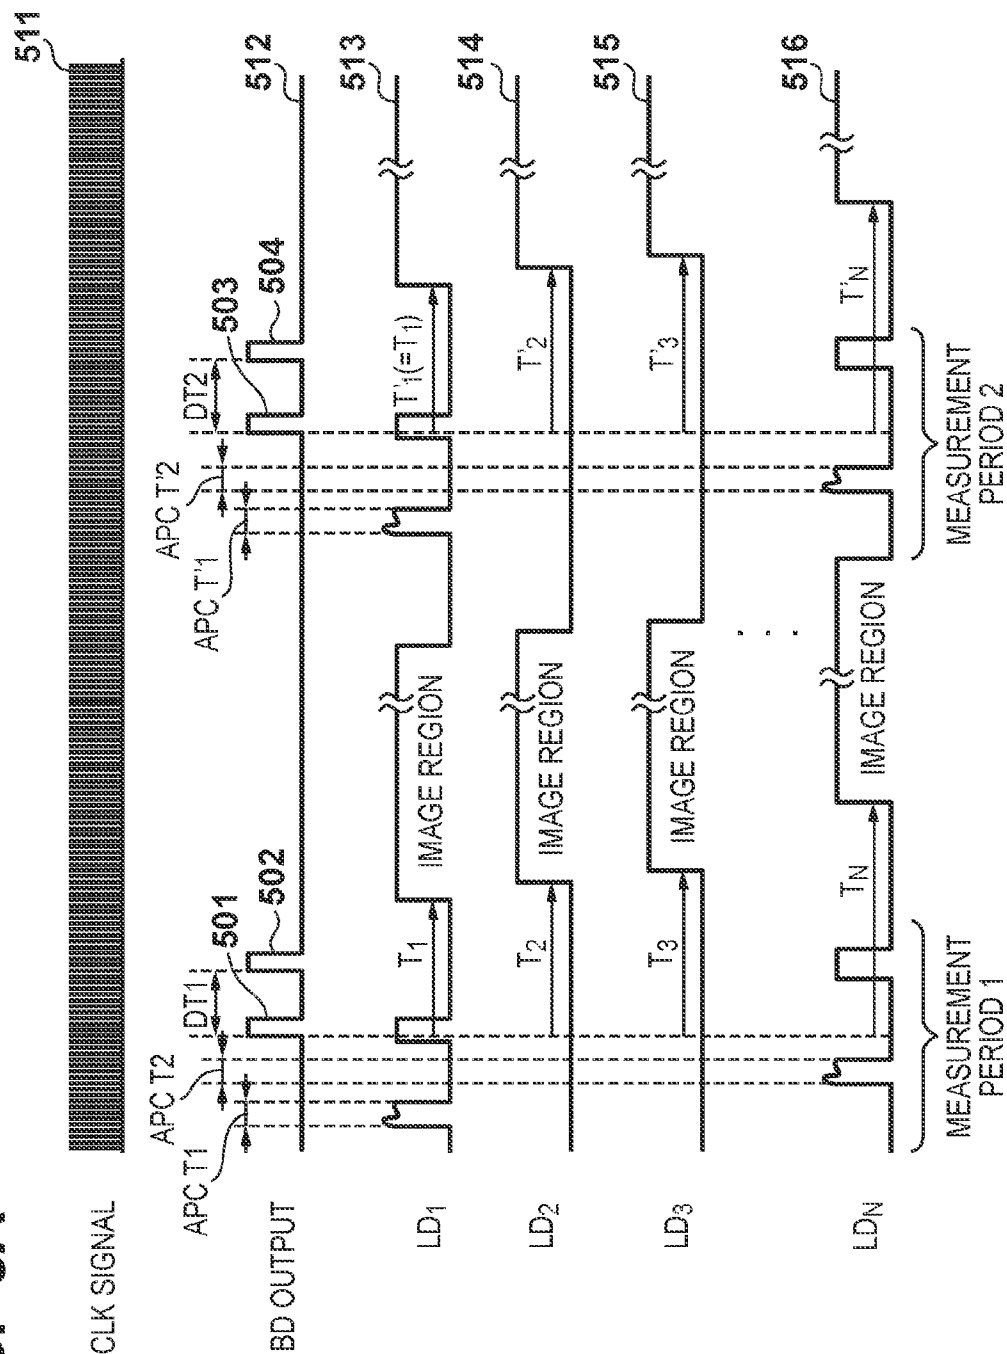 CLK SIGNAL
511
APC T1
APC T2
DT1
501
502
APC T'1
APC T'2
DT2
503
504
BD OUTPUT
512
LD1
T1
IMAGE REGION
T'1(=T1)
513
LD2
T2
IMAGE REGION
T'2
514
LD3
T3
IMAGE REGION
T'3
515
. . .
LDN
TN
IMAGE REGION
T'N
516
MEASUREMENT
PERIOD 1
MEASUREMENT
PERIOD 2